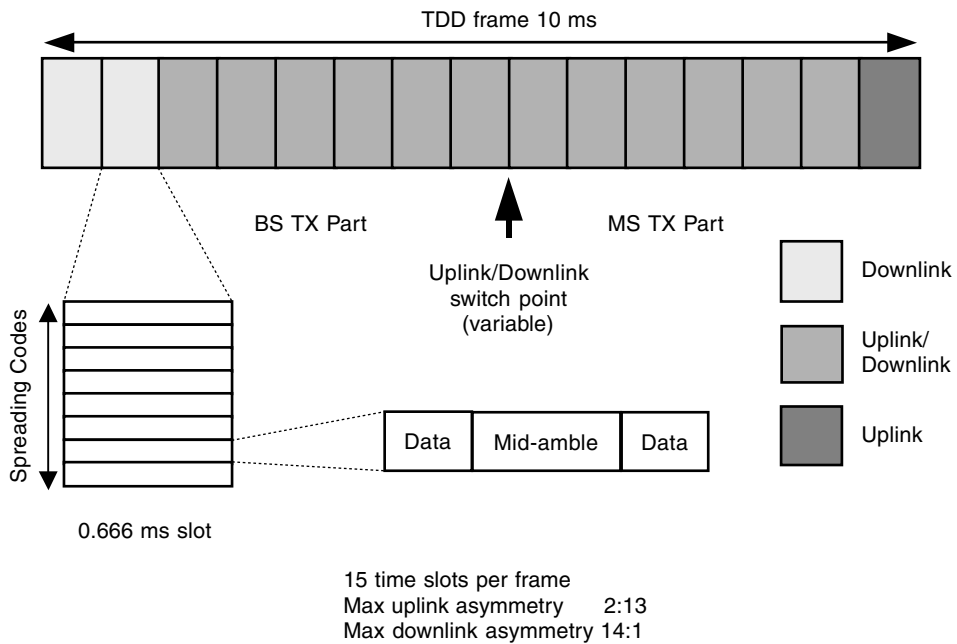 TDD frame 10 ms
BS TX Part
MS TX Part
Uplink/Downlink
switch point
(variable)
Downlink
Uplink/
Downlink
Uplink
Spreading Codes
Data
Mid-amble
Data
0.666 ms slot
15 time slots per frame
Max uplink asymmetry 2:13
Max downlink asymmetry 14:1